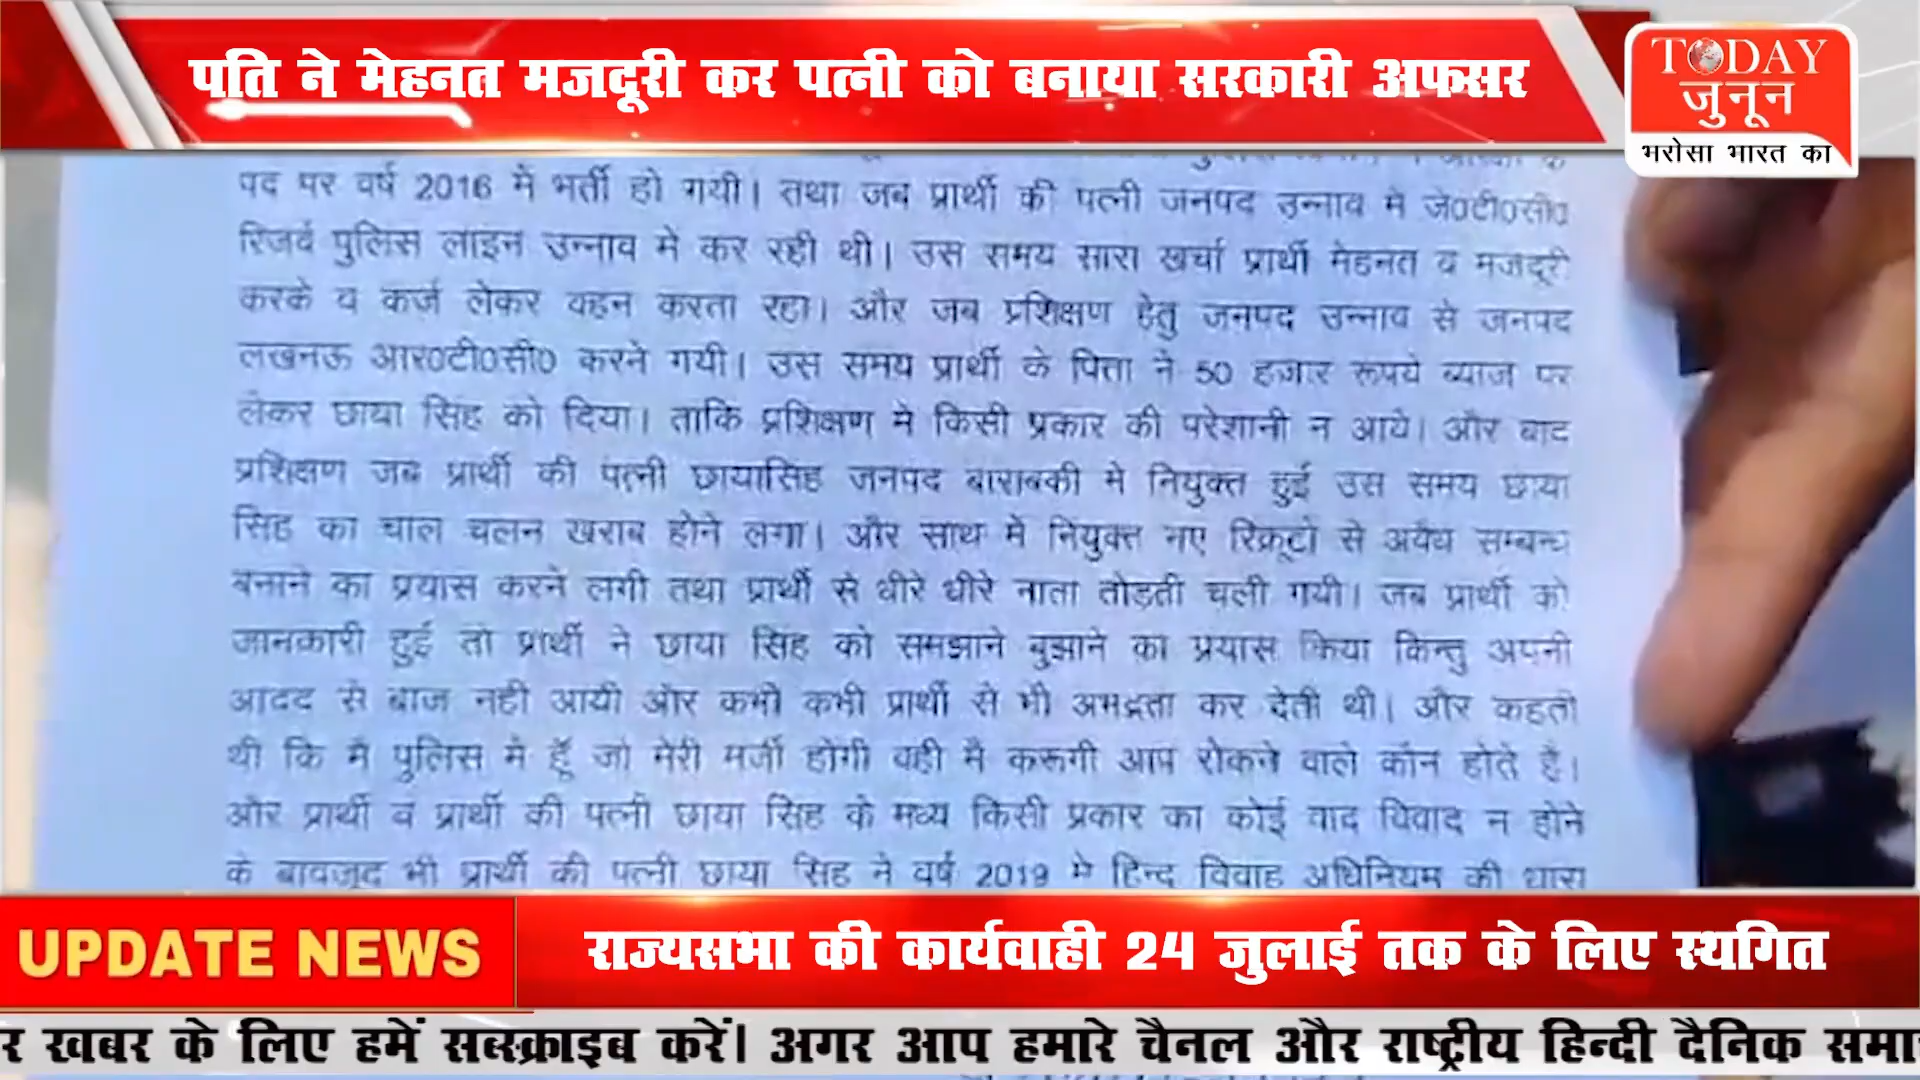 पति ने मेहनत मजदूरी कर पत्नी को बनाया सरकारी अफसर
TODAY
जुनून
भरोसा भारत का
पद पर वर्ष 2016 में भर्ती हो गयी। तथा जब प्रार्थी की पत्नी जनपद उन्नाव मे जे0टी0सी0
रिजर्व पुलिस लाइन उन्नाव मे कर रही थी। उस समय सारा खर्चा प्रार्थी मेहनत व मजदूरी
करके व कर्ज लेकर वहन करता रहा। और जब प्रशिक्षण हेतु जनपद उन्नाव से जनपद
लखनऊ आर0टी0सी0 करने गयी। उस समय प्रार्थी के पिता ने 50 हजार रूपये ब्याज पर
लेकर छाया सिंह को दिया। ताकि प्रशिक्षण मे किसी प्रकार की परेशानी न आये। और बाद
प्रशिक्षण जब प्रार्थी की पत्नी छायासिह जनपद बाराबकी मे नियुक्त हुई उस समय छाया
सिंह का चाल चलन खराब होने लगा। और साथ मे नियुक्त नए रिक्रूटो से अवैध सम्बन्ध
बनाने का प्रयास करने लगी तथा प्रार्थी से धीरे धीरे नाता तोड़ती चली गयी। जब प्रार्थी को
जानकारी हुई तो प्रार्थी ने छाया सिंह को समझाने बुझाने का प्रयास किया किन्तु अपनी
आदद से बाज नही आयी और कभी कभी प्रार्थी से भी अभद्रता कर देती थी। और कहती
थी कि मै पुलिस मे हूँ जो मेरी मर्जी होगी वही मै करूगी आप रोकने वाले कौन होते है।
और प्रार्थी व प्रार्थी की पत्नी छाया सिंह के मध्य किसी प्रकार का कोई वाद विवाद न होने
के बावजूद भी प्रार्थी की पत्नी छाया सिंह ने वर्ष 2019 मे हिन्द विवाह अधिनियम की धारा
UPDATE NEWS
राज्यसभा की कार्यवाही 24 जुलाई तक के लिए स्थगित
र खबर के लिए हमें सब्स्क्राइब करें। अगर आप हमारे चैनल और राष्ट्रीय हिन्दी दैनिक समा